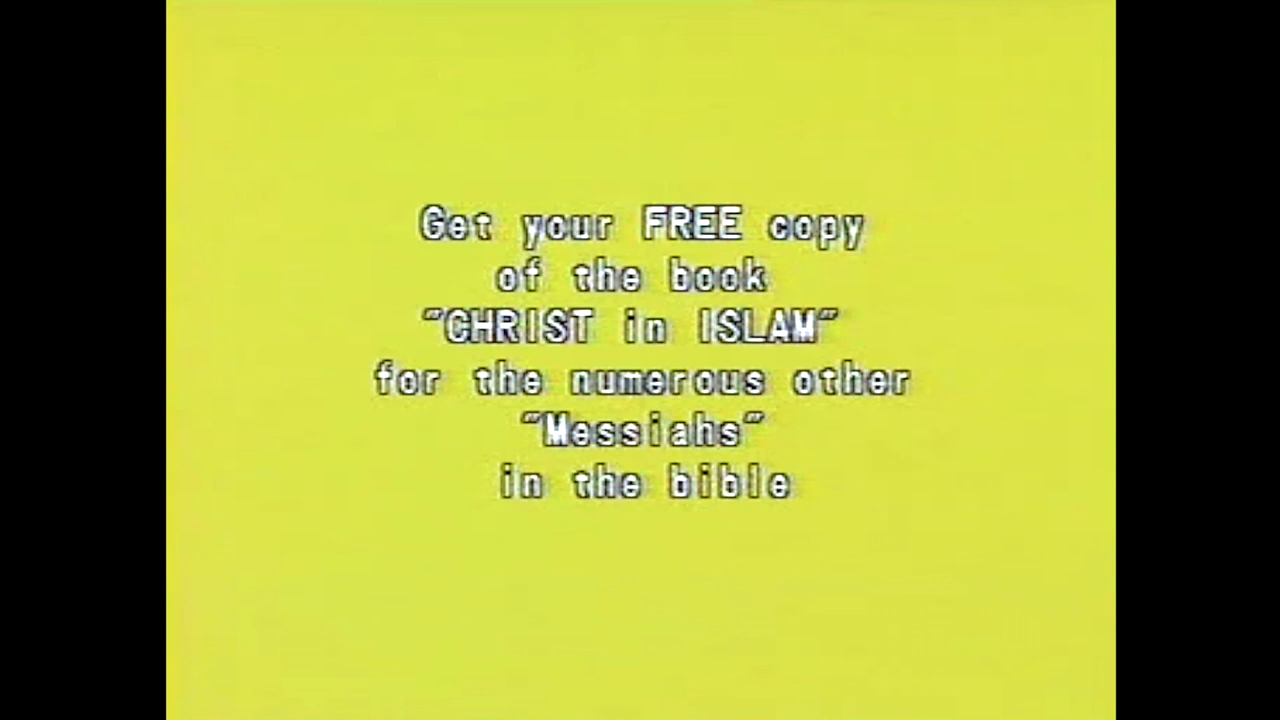 Get your FREE copy
of the book
"CHRIST in ISLAM"
for the numerous other
"Messiahs"
in the bible